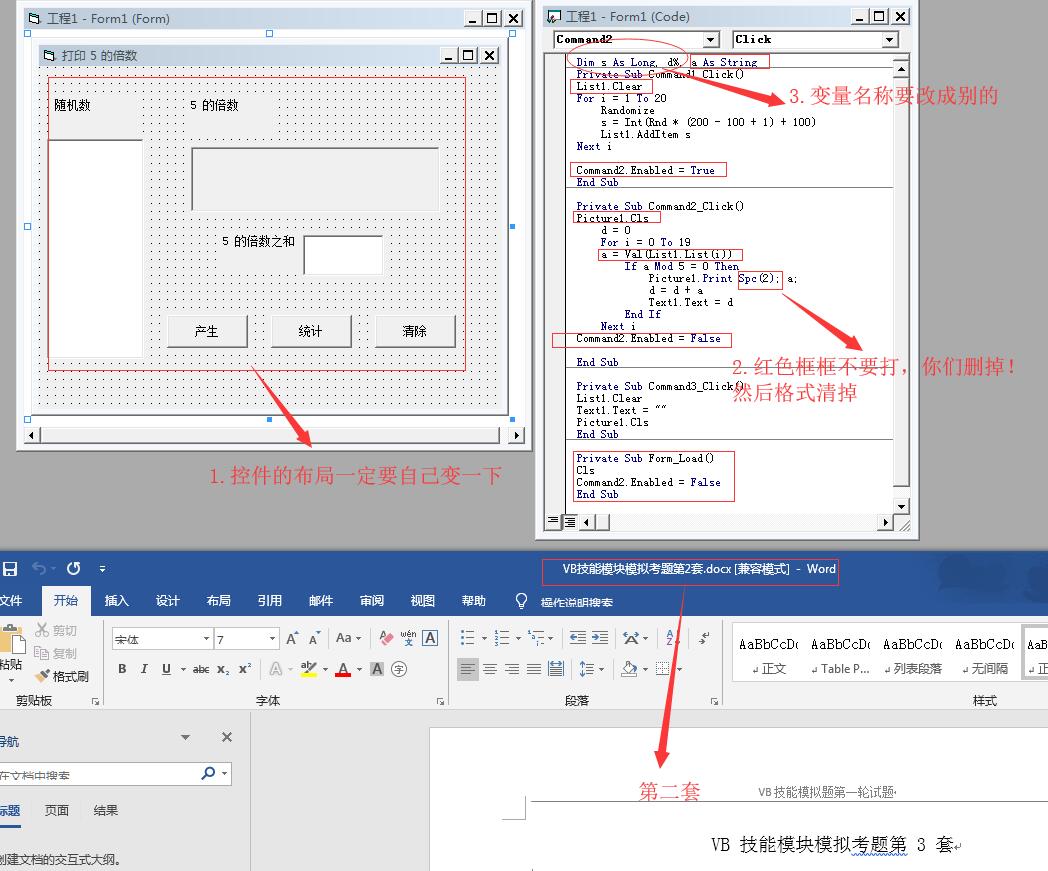 工程1 - Form1 (Form)
打印 5 的倍数
随机数
5 的倍数
5 的倍数之和
产生
统计
清除
1.控件的布局一定要自己变一下
工程1 - Form1 (Code)
Command2
Click
Dim s As Long, d%, a As String
Private Sub Command1_Click()
List1.Clear
For i = 1 To 20
Randomize
s = Int(Rnd * (200 - 100 + 1) + 100)
List1.AddItem s
Next i
Command2.Enabled = True
End Sub
Private Sub Command2_Click()
Picture1.Cls
d = 0
For i = 0 To 19
a = Val(List1.List(i))
If a Mod 5 = 0 Then
Picture1.Print Spc(2); a;
d = d + a
Text1.Text = d
End If
Next i
Command2.Enabled = False
End Sub
Private Sub Command3_Click()
List1.Clear
Text1.Text = ""
Picture1.Cls
End Sub
Private Sub Form_Load()
Cls
Command2.Enabled = False
End Sub
3.变量名称要改成别的
2.红色框框不要打，你们删掉！
然后格式清掉
VB技能模块模拟考题第2套.docx [兼容模式] - Word
文件 开始 插入 设计 布局 引用 邮件 审阅 视图 帮助 操作说明搜索
剪切
复制
粘贴
格式刷
剪贴板
宋体 7
字体
段落
AaBbCcDc AaBbCcDc AaBbCcDc AaBbCcDc
正文 Table P... 列表段落 无间隔 正
样式
导航
在文档中搜索
标题 页面 结果
创建文档的交互式大纲。
第二套
VB 技能模拟题第一轮试题
VB 技能模块模拟考题第 3 套